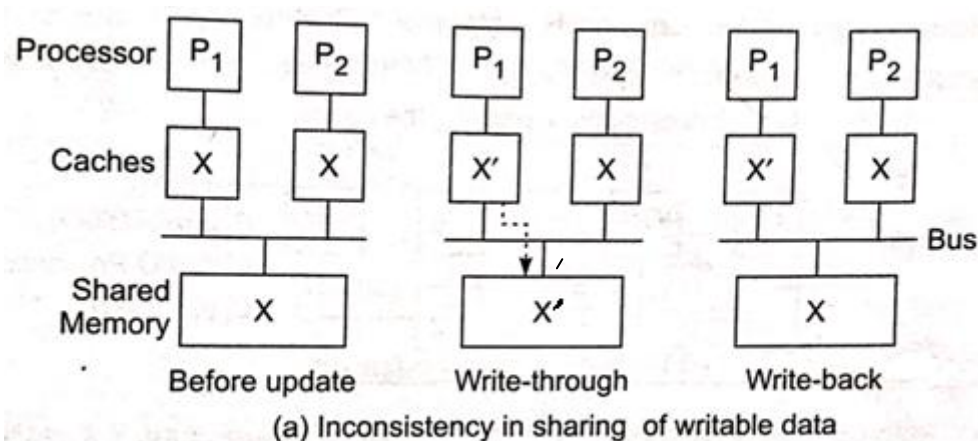 Processor P₁ P₂ P₁ P₂ P₁ P₂
Caches X X X′ X X′ X
Bus
Shared
Memory X X′ X
Before update Write-through Write-back
(a) Inconsistency in sharing of writable data